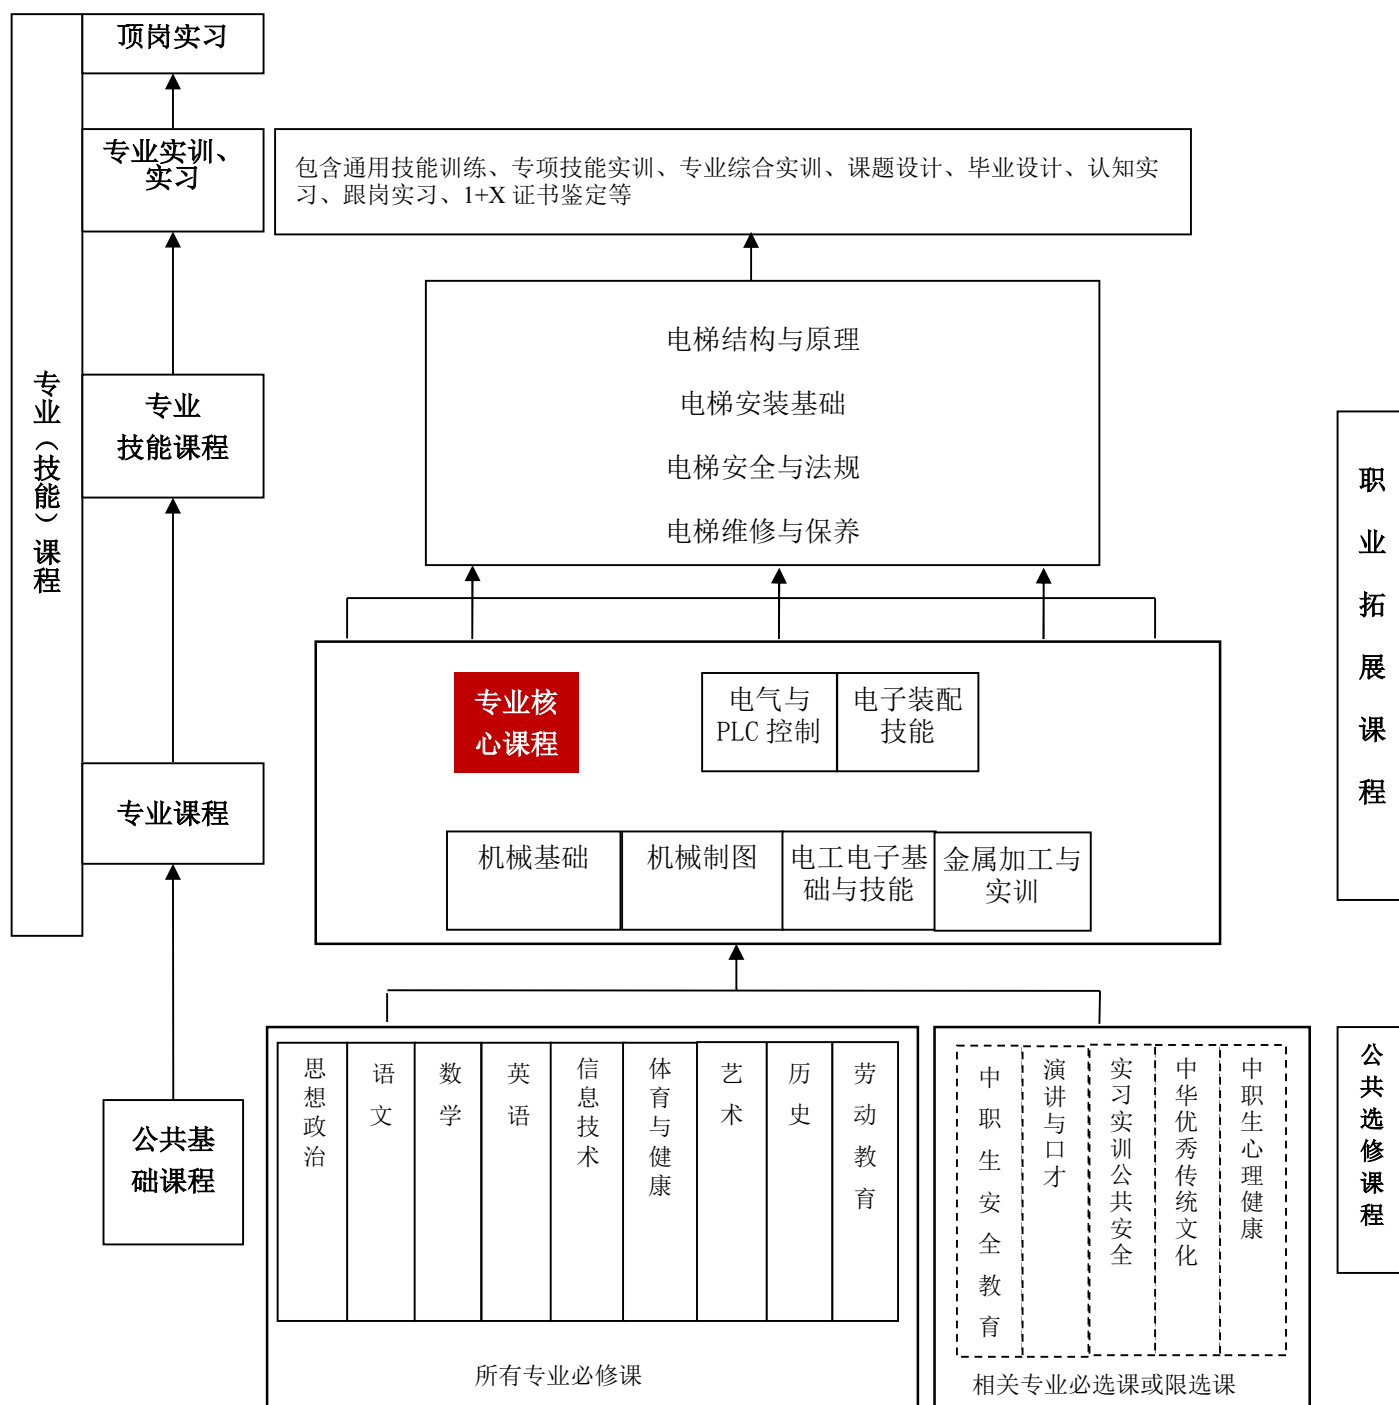 顶岗实习
专业实训、
实习
包含通用技能训练、专项技能实训、专业综合实训、课题设计、毕业设计、认知实
习、跟岗实习、1+X 证书鉴定等
专业（技能）课程
专业
技能课程
电梯结构与原理
电梯安装基础
电梯安全与法规
电梯维修与保养
职业拓展课程
专业核
心课程
电气与
PLC 控制
电子装配
技能
专业课程
机械基础
机械制图
电工电子基
础与技能
金属加工与
实训
公共基
础课程
思想政治
语文
数学
英语
信息技术
体育与健康
艺术
历史
劳动教育
所有专业必修课
中职生安全教育
演讲与口才
实习实训公共安全
中华优秀传统文化
中职生心理健康
相关专业必选课或限选课
公共选修课程